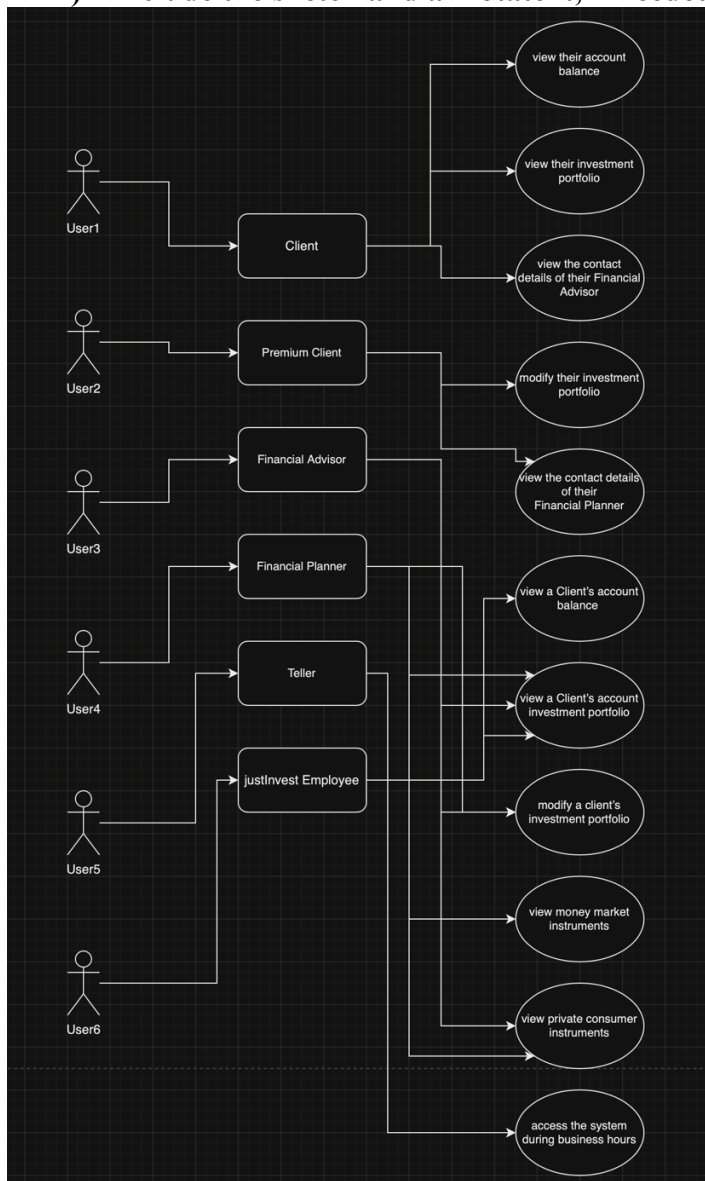 view their account
balance
view their investment
portfolio
User1
Client
view the contact
details of their Financial
Advisor
User2
Premium Client
modify their investment
portfolio
Financial Advisor
view the contact details
of their
Financial Planner
User3
Financial Planner
view a Client's account
balance
User4
Teller
view a Client's account
investment portfolio
justInvest Employee
modify a client's
investment portfolio
User5
view money market
instruments
User6
view private consumer
instruments
access the system
during business hours